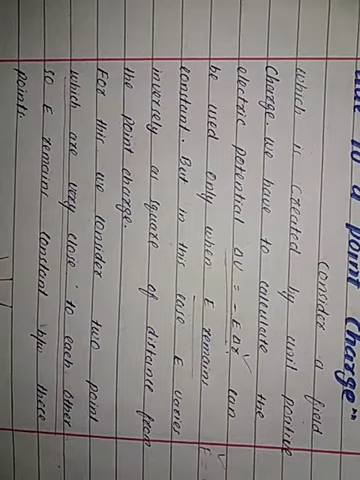 to a point Charge"
Consider a field
which is Created by unit positive
Charge. we have to calculate the
electric potential ΔV = - E Δr can
be used only when E remains
constant. But in this case E varies
inversly as square of distance from
the point charge.
For this we consider two point
which are very close to each other
so E remains constant b/w these
points.